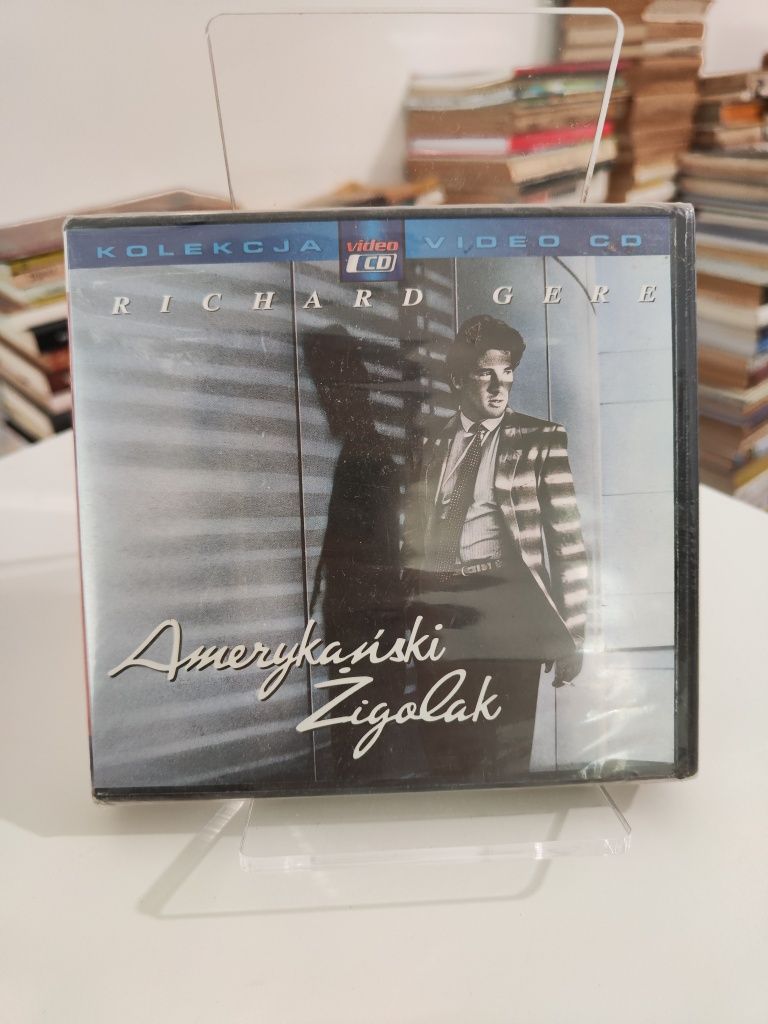 KOLEKCJA video CD VIDEO CD
RICHARD GERE
Amerykański
Żigolak